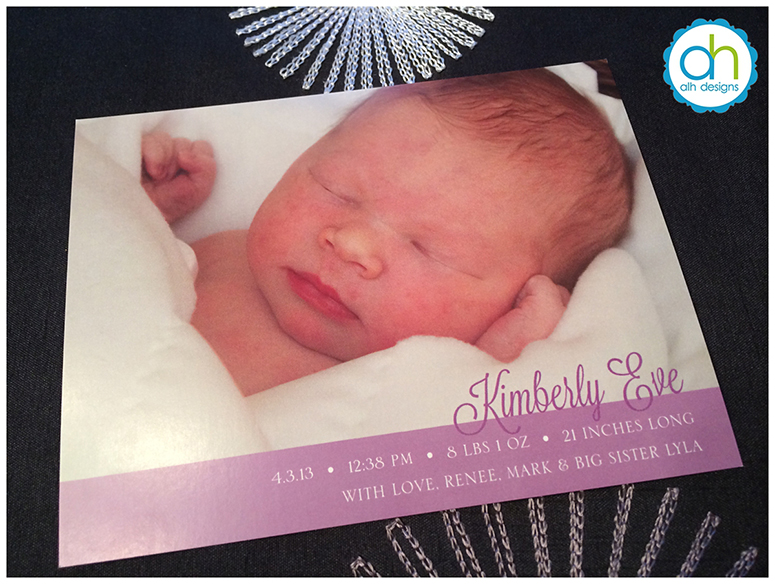 ah
alh designs
Kimberly Eve
4.3.13 • 12:38 PM • 8 LBS 1 OZ • 21 INCHES LONG
WITH LOVE, RENEE, MARK & BIG SISTER LYLA